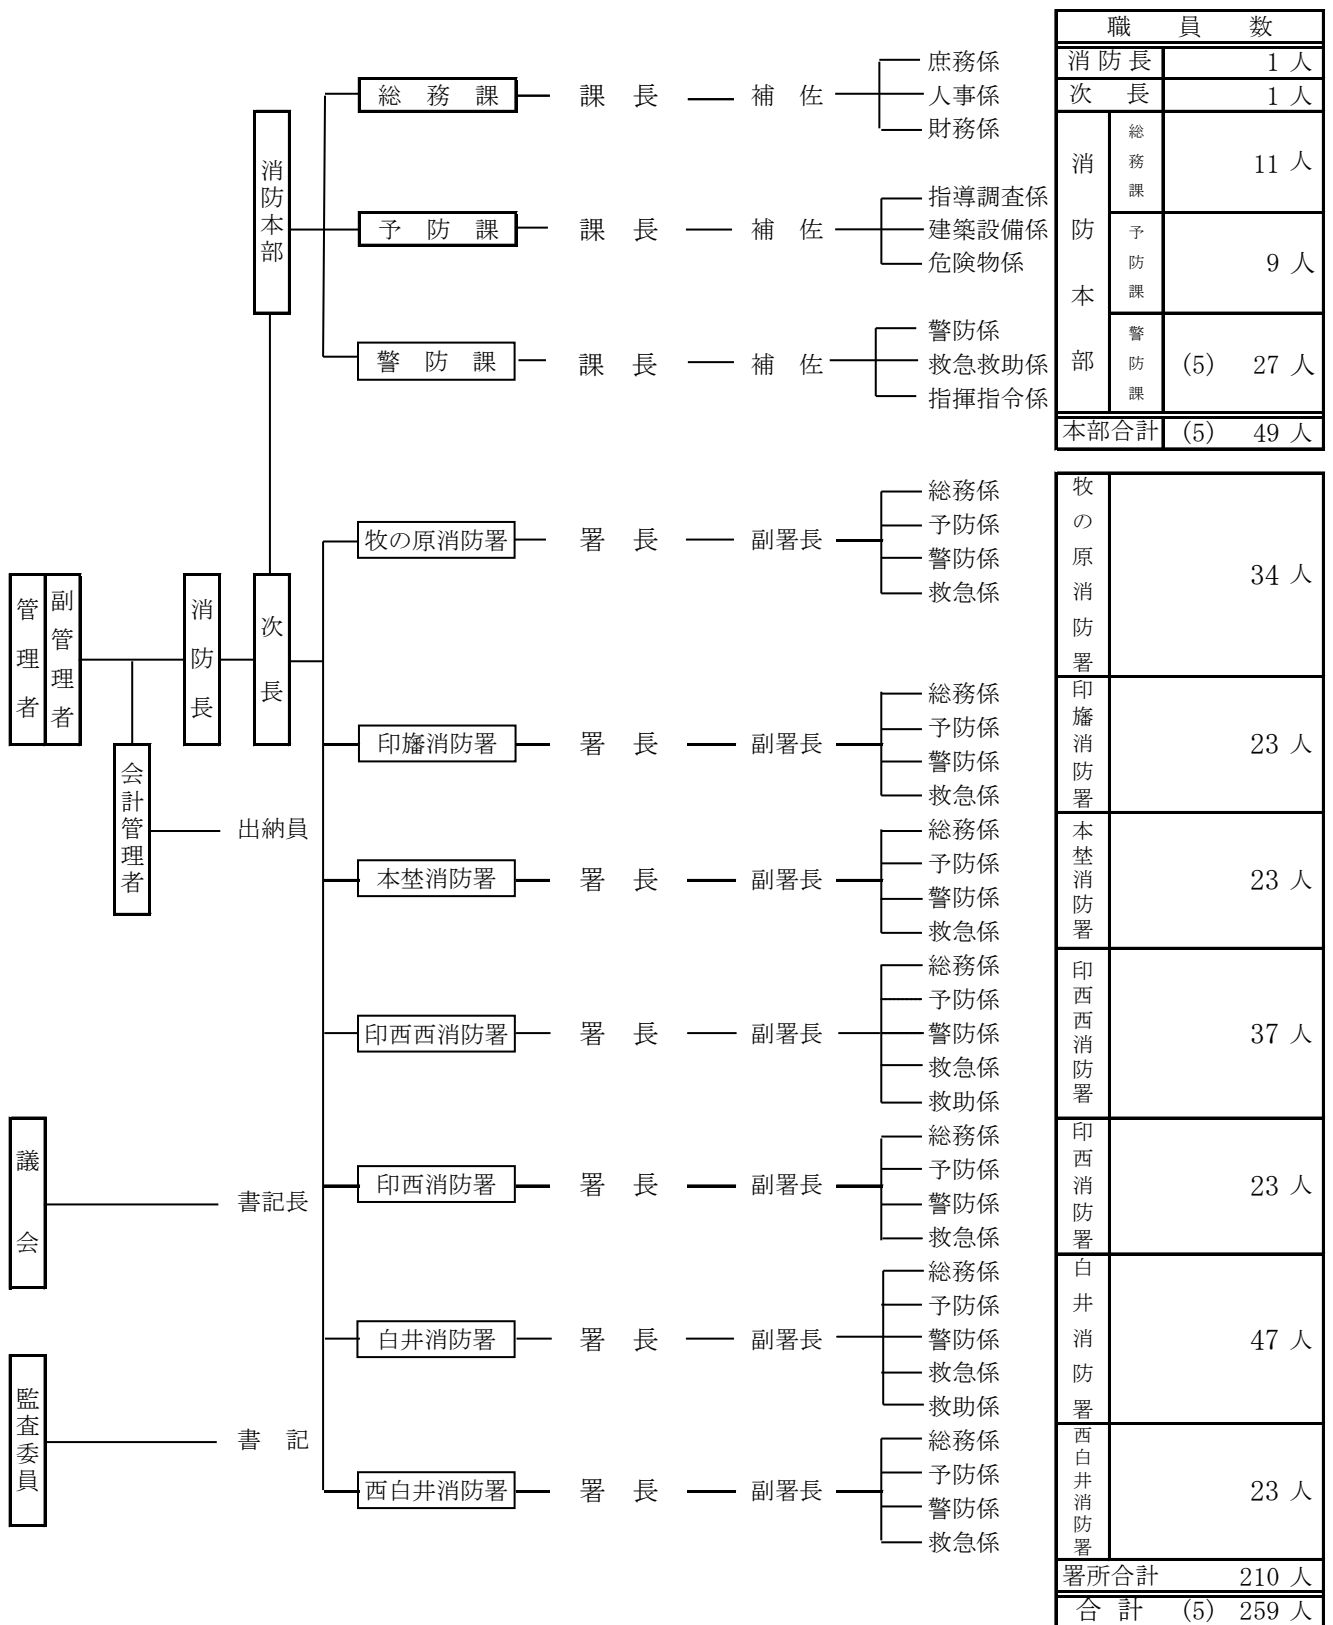 職員数
消防長 1人
次長 1人
消防本部
総務課 11人
予防課 9人
警防課 (5) 27人
本部合計 (5) 49人
消防本部
総務課 課長 補佐
庶務係
人事係
財務係
予防課 課長 補佐
指導調査係
建築設備係
危険物係
警防課 課長 補佐
警防係
救急救助係
指揮指令係
管理者
副管理者
消防長
次長
会計管理者
出納員
議会
書記長
監査委員
書記
牧の原消防署 署長 副署長
総務係
予防係
警防係
救急係
牧の原消防署 34人
印旛消防署 署長 副署長
総務係
予防係
警防係
救急係
印旛消防署 23人
本埜消防署 署長 副署長
総務係
予防係
警防係
救急係
本埜消防署 23人
印西西消防署 署長 副署長
総務係
予防係
警防係
救急係
救助係
印西西消防署 37人
印西消防署 署長 副署長
総務係
予防係
警防係
救急係
印西消防署 23人
白井消防署 署長 副署長
総務係
予防係
警防係
救急係
救助係
白井消防署 47人
西白井消防署 署長 副署長
総務係
予防係
警防係
救急係
西白井消防署 23人
署所合計 210人
合計 (5) 259人